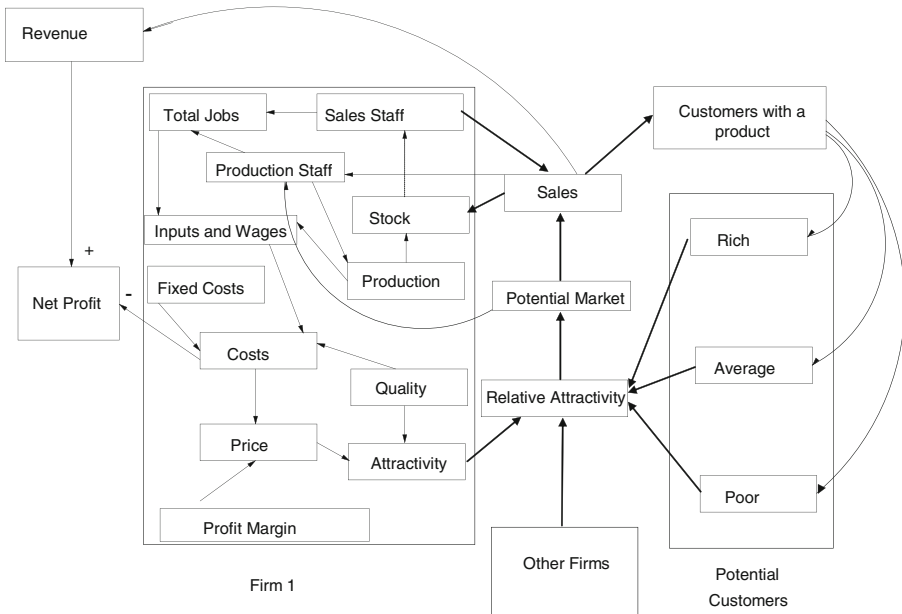 Revenue
Total Jobs
Sales Staff
Customers with a
product
Production Staff
Sales
Stock
Inputs and Wages
Rich
+
Production
Fixed Costs
-
Net Profit
Potential Market
Costs
Average
Quality
Relative Attractivity
Price
Attractivity
Poor
Profit Margin
Other Firms
Firm 1
Potential
Customers